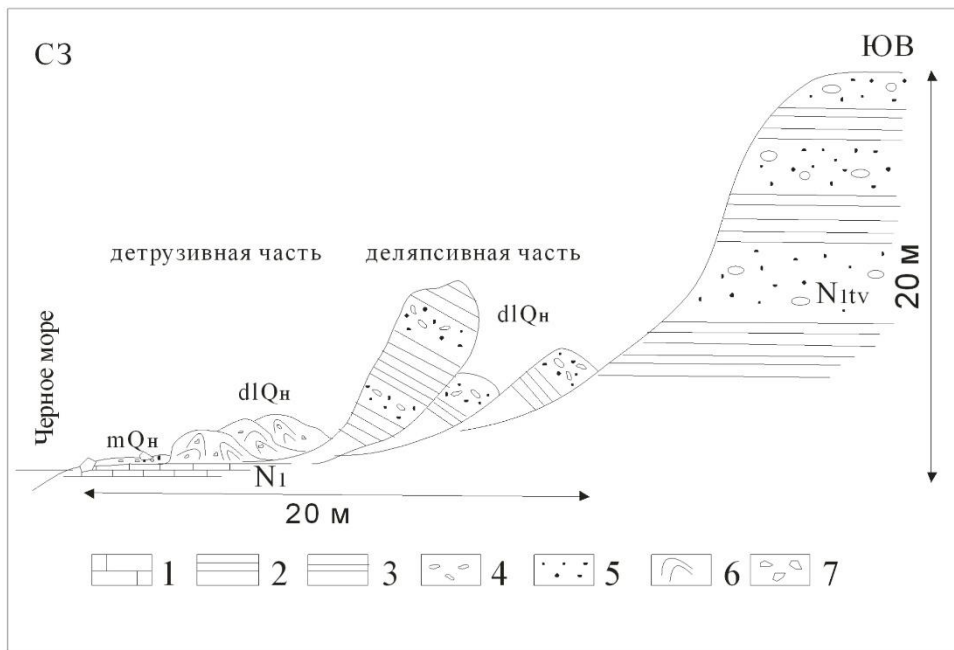 СЗ
ЮВ
детрузивная часть
деляпсивная часть
dlQн
N1tv
20 м
Черное море
dlQн
mQн
N1
20 м
1
2
3
4
5
6
7